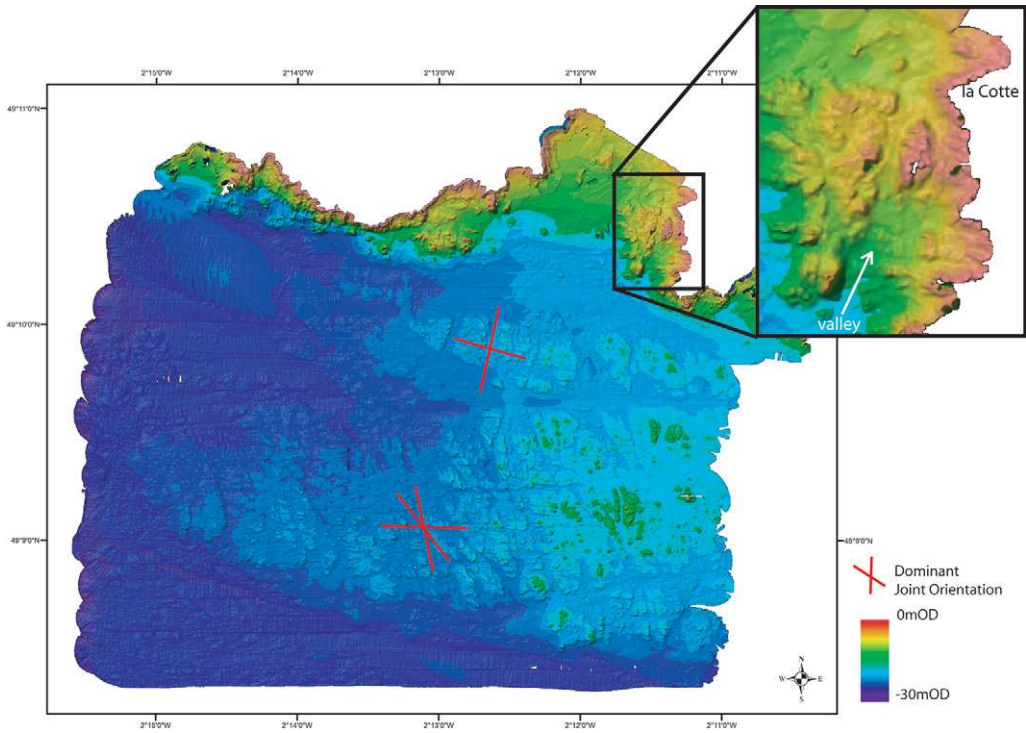 2°15'0"W 2°14'0"W 2°13'0"W 2°12'0"W 2°11'0"W
la Cotte
49°11'0"N
valley
49°10'0"N
49°9'0"N 49°9'0"N
Dominant
Joint Orientation
0mOD
-30mOD
N
W E
S
2°15'0"W 2°14'0"W 2°13'0"W 2°12'0"W 2°11'0"W